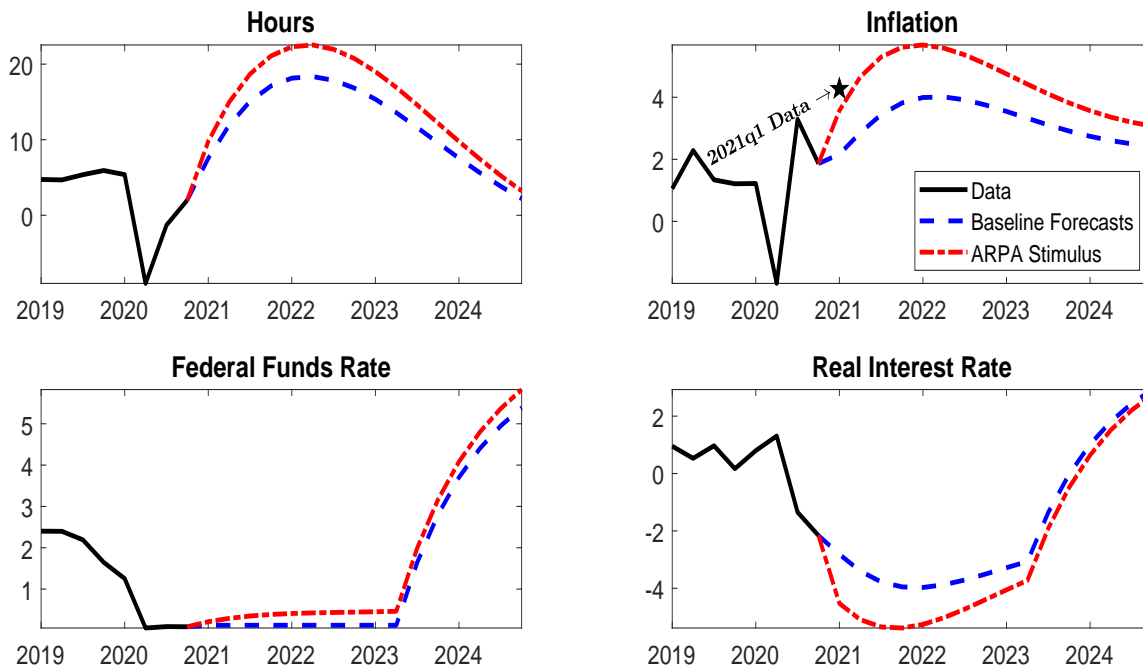 Hours
20
10
0
2019 2020 2021 2022 2023 2024
Inflation
4
2
0
2021q1 Data →
Data
Baseline Forecasts
ARPA Stimulus
2019 2020 2021 2022 2023 2024
Federal Funds Rate
5
4
3
2
1
2019 2020 2021 2022 2023 2024
Real Interest Rate
2
0
-2
-4
2019 2020 2021 2022 2023 2024